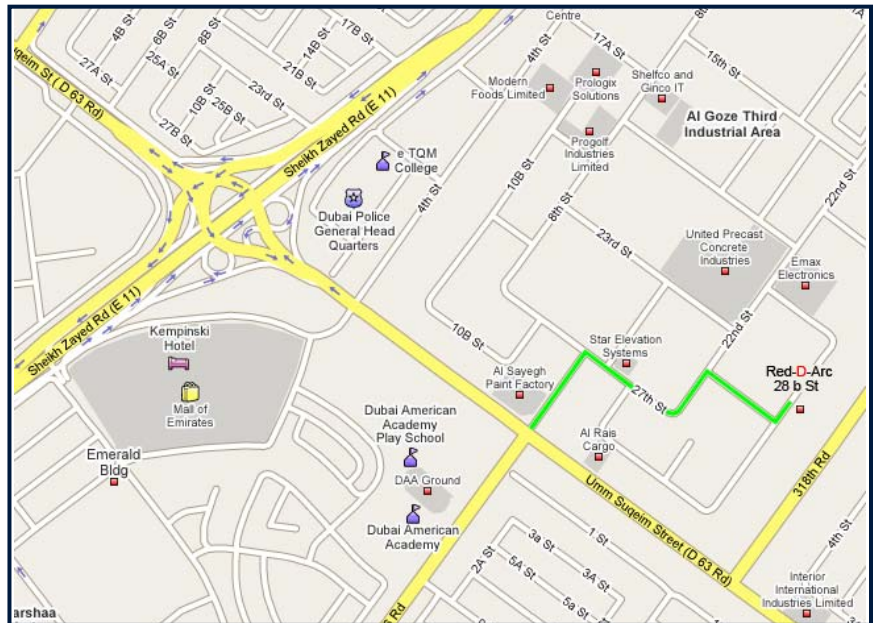 Centre
4B St
6B St
8B St
17B St
14B St
21B St
23rd St
27A St
25A St
10B St
25B St
27B St
Suqeim St ( D 63 Rd)
Sheikh Zayed Rd (E 11)
4th St
17A St
15th St
Modern
Foods Limited
Prologix
Solutions
Shelfco and
Ginco IT
Al Goze Third
Industrial Area
Progolf
Industries
Limited
e TQM
College
Dubai Police
General Head
Quarters
4th St
10B St
8th St
22nd St
23rd St
United Precast
Concrete
Industries
Emax
Electronics
Sheikh Zayed Rd (E 11)
Kempinski
Hotel
Mall of
Emirates
10B St
Star Elevation
Systems
22nd St
Al Sayegh
Paint Factory
27th St
Red-D-Arc
28 b St
Dubai American
Academy
Play School
Al Rais
Cargo
Emerald
Bldg
DAA Ground
318th Rd
Dubai American
Academy
Umm Suqeim Street (D 63 Rd)
1 St
3a St
2A St
5A St
3A St
5a St
4th St
Interior
International
Industries Limited
arshaa
6 Rd